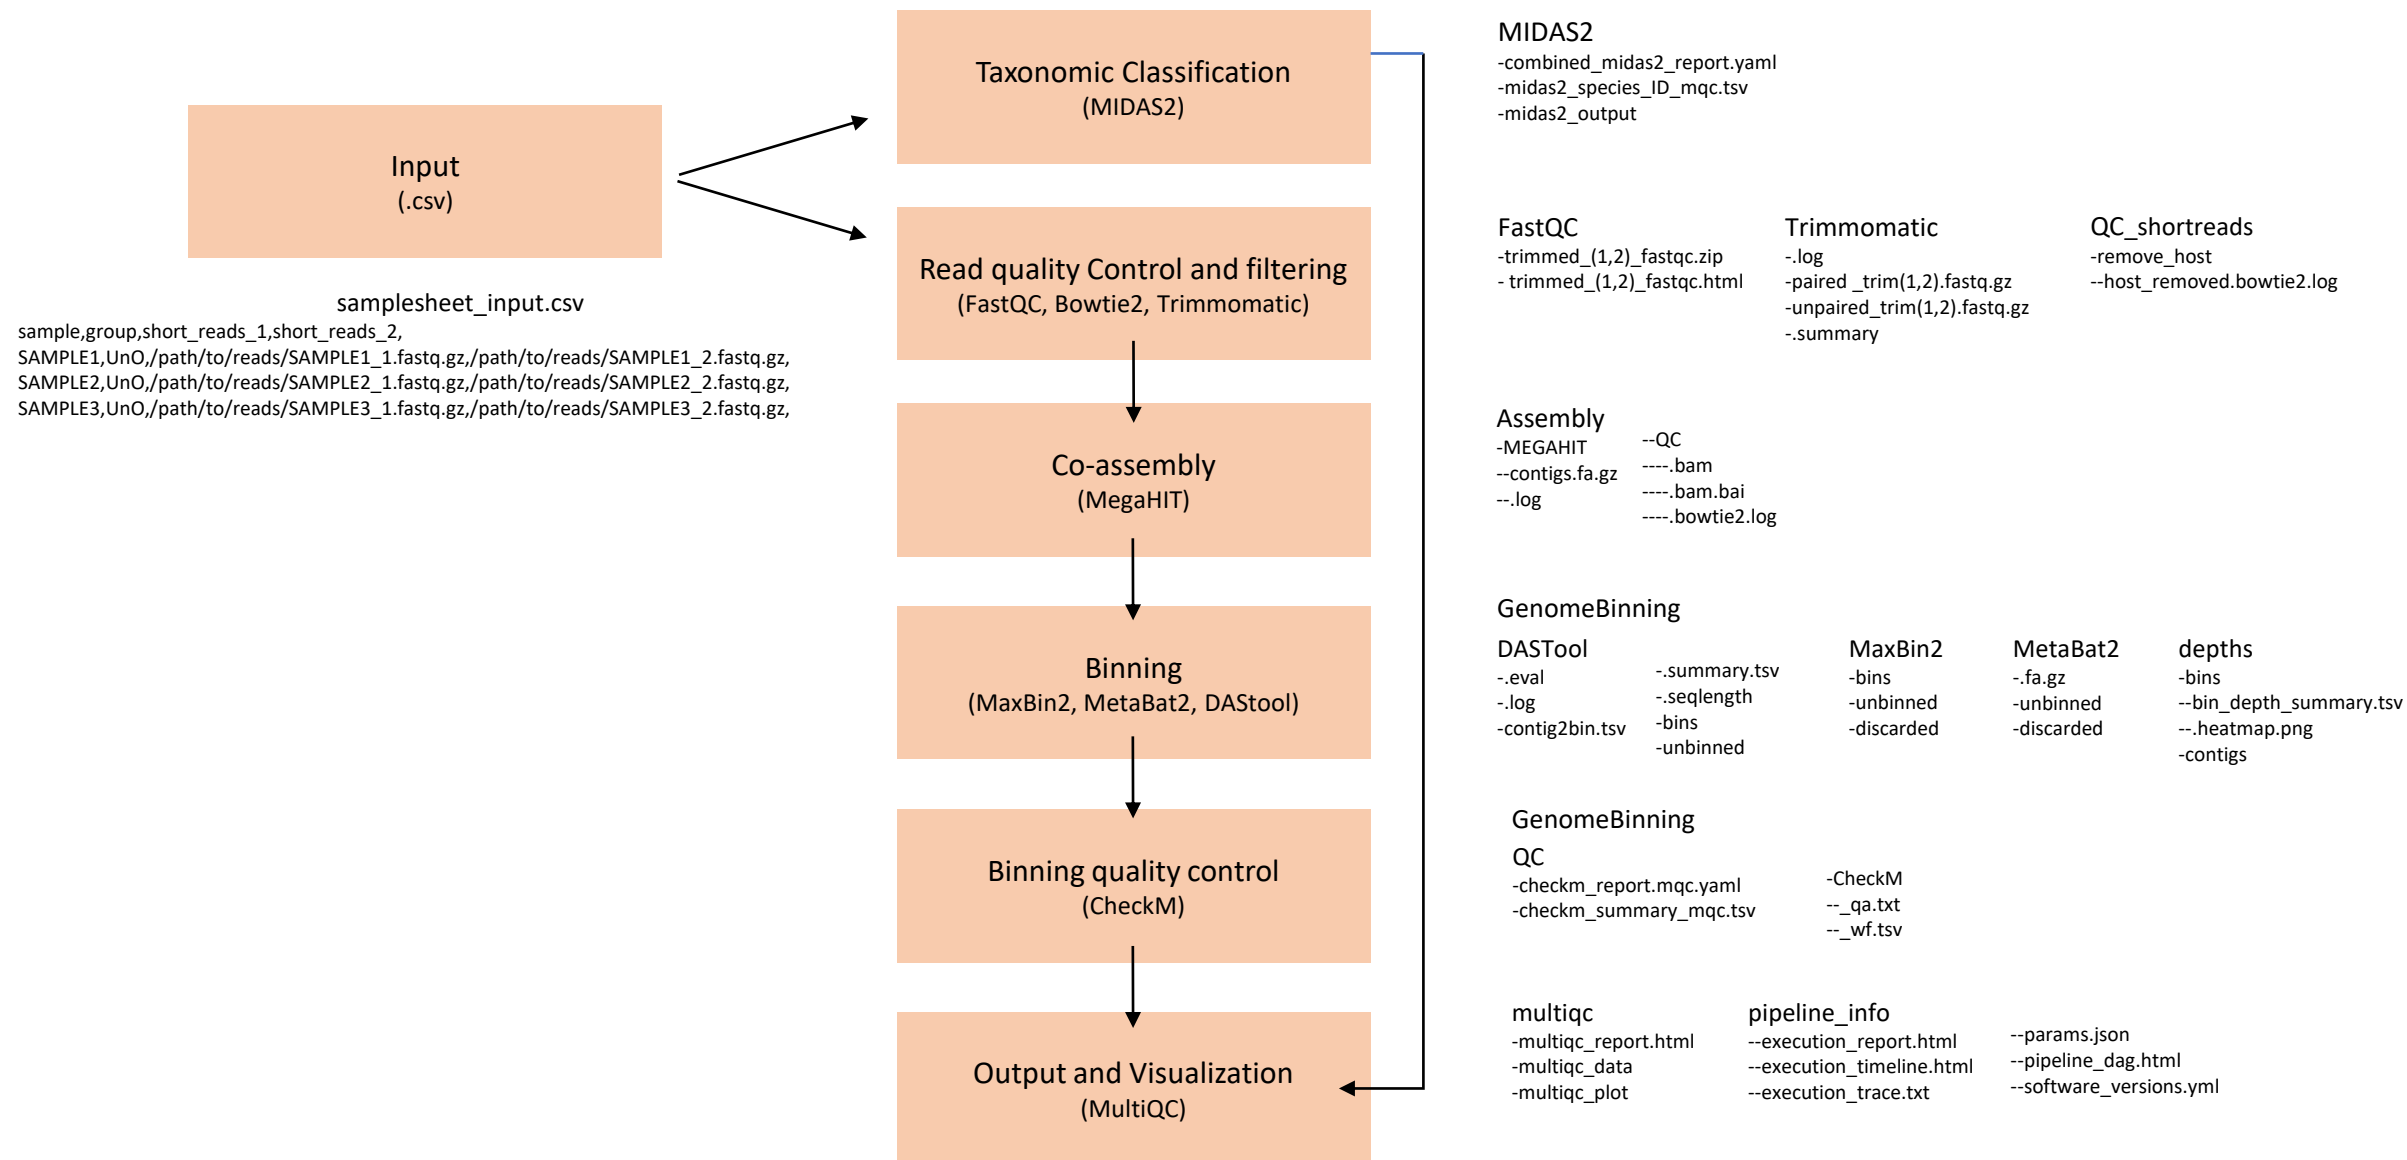 Input
(.csv)
samplesheet_input.csv
sample,group,short_reads_1,short_reads_2,
SAMPLE1,UnO,/path/to/reads/SAMPLE1_1.fastq.gz,/path/to/reads/SAMPLE1_2.fastq.gz,
SAMPLE2,UnO,/path/to/reads/SAMPLE2_1.fastq.gz,/path/to/reads/SAMPLE2_2.fastq.gz,
SAMPLE3,UnO,/path/to/reads/SAMPLE3_1.fastq.gz,/path/to/reads/SAMPLE3_2.fastq.gz,
Taxonomic Classification
(MIDAS2)
Read quality Control and filtering
(FastQC, Bowtie2, Trimmomatic)
Co-assembly
(MegaHIT)
Binning
(MaxBin2, MetaBat2, DAStool)
Binning quality control
(CheckM)
Output and Visualization
(MultiQC)
MIDAS2
-combined_midas2_report.yaml
-midas2_species_ID_mqc.tsv
-midas2_output
FastQC
-trimmed_(1,2)_fastqc.zip
- trimmed_(1,2)_fastqc.html
Trimmomatic
-.log
-paired _trim(1,2).fastq.gz
-unpaired_trim(1,2).fastq.gz
-.summary
QC_shortreads
-remove_host
--host_removed.bowtie2.log
Assembly
-MEGAHIT
--contigs.fa.gz
--.log
--QC
----.bam
----.bam.bai
----.bowtie2.log
GenomeBinning
DASTool
-.eval
-.log
-contig2bin.tsv
-.summary.tsv
-.seqlength
-bins
-unbinned
MaxBin2
-bins
-unbinned
-discarded
MetaBat2
-.fa.gz
-unbinned
-discarded
depths
-bins
--bin_depth_summary.tsv
--.heatmap.png
-contigs
GenomeBinning
QC
-checkm_report.mqc.yaml
-checkm_summary_mqc.tsv
-CheckM
--_qa.txt
--_wf.tsv
multiqc
-multiqc_report.html
-multiqc_data
-multiqc_plot
pipeline_info
--execution_report.html
--execution_timeline.html
--execution_trace.txt
--params.json
--pipeline_dag.html
--software_versions.yml